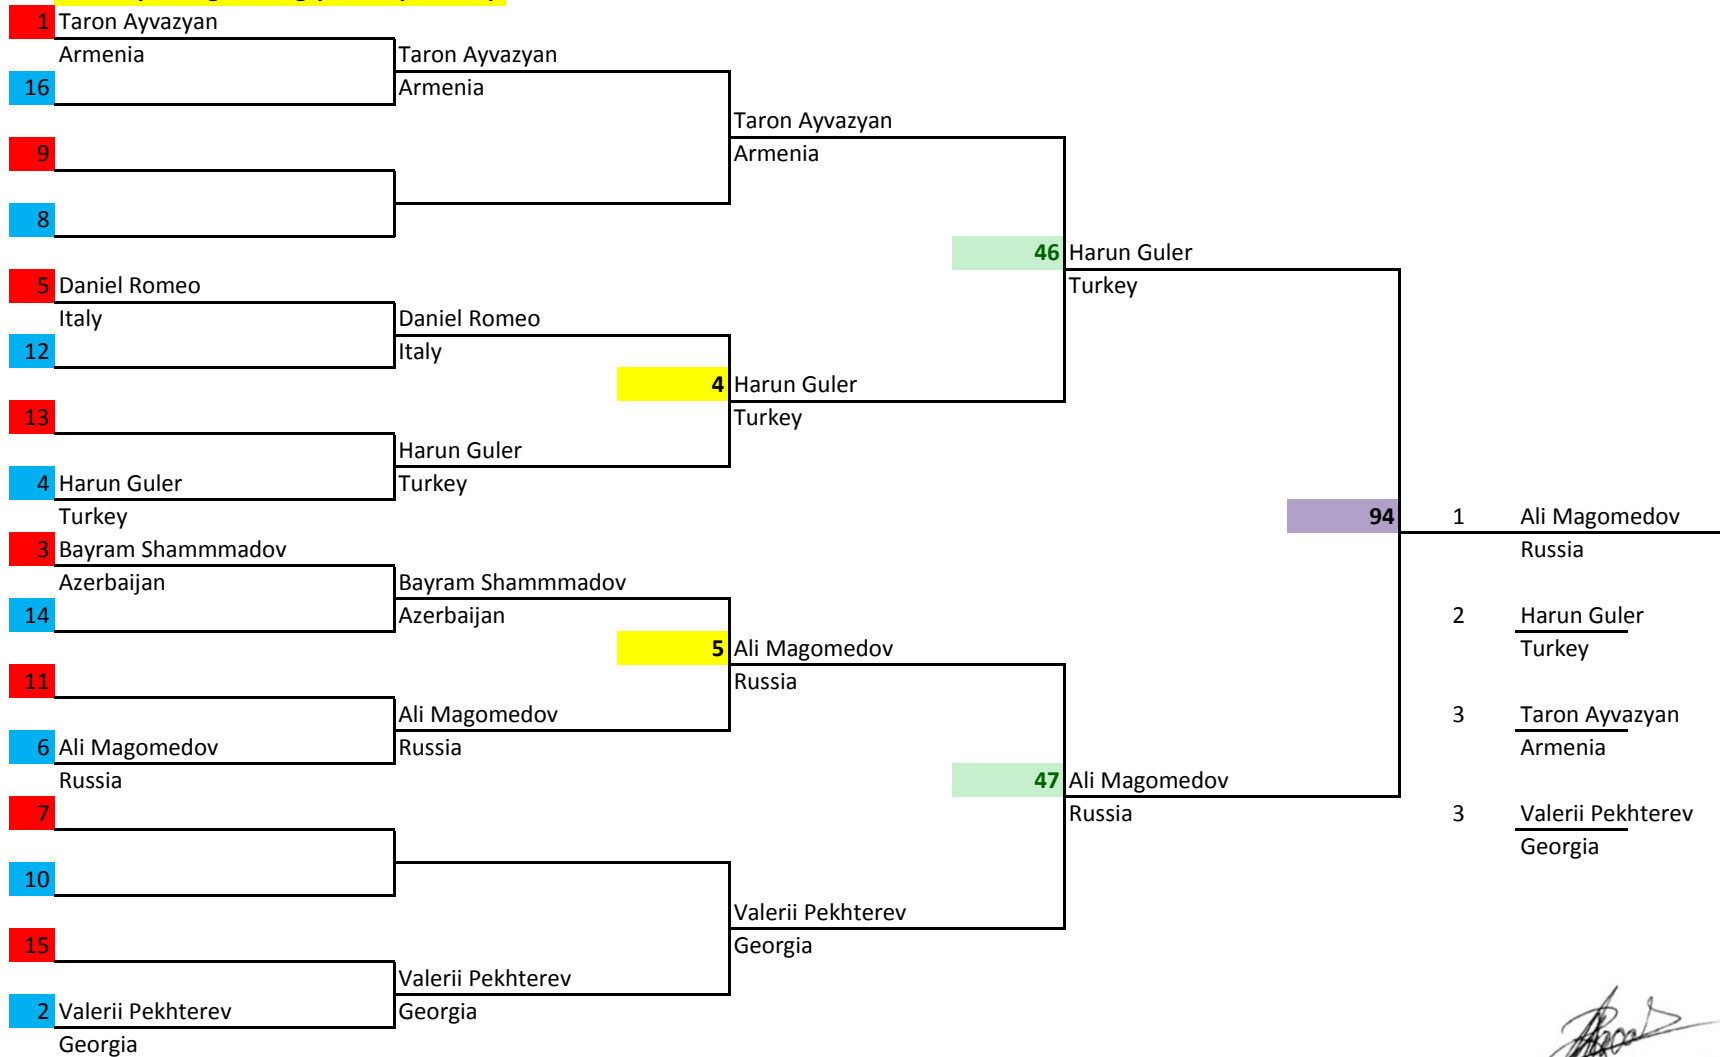 1 Taron Ayvazyan
Armenia Taron Ayvazyan
16 Armenia
Taron Ayvazyan
9 Armenia
8
46 Harun Guler
5 Daniel Romeo Turkey
Italy Daniel Romeo
12 Italy
4 Harun Guler
13 Turkey
Harun Guler
4 Harun Guler Turkey
Turkey 94 1 Ali Magomedov
3 Bayram Shammmadov Russia
Azerbaijan Bayram Shammmadov
14 Azerbaijan 2 Harun Guler
5 Ali Magomedov Turkey
11 Russia
Ali Magomedov 3 Taron Ayvazyan
6 Ali Magomedov Russia Armenia
Russia 47 Ali Magomedov
7 Russia 3 Valerii Pekhterev
Georgia
10
Valerii Pekhterev
15 Georgia
Valerii Pekhterev
2 Valerii Pekhterev Georgia
Georgia